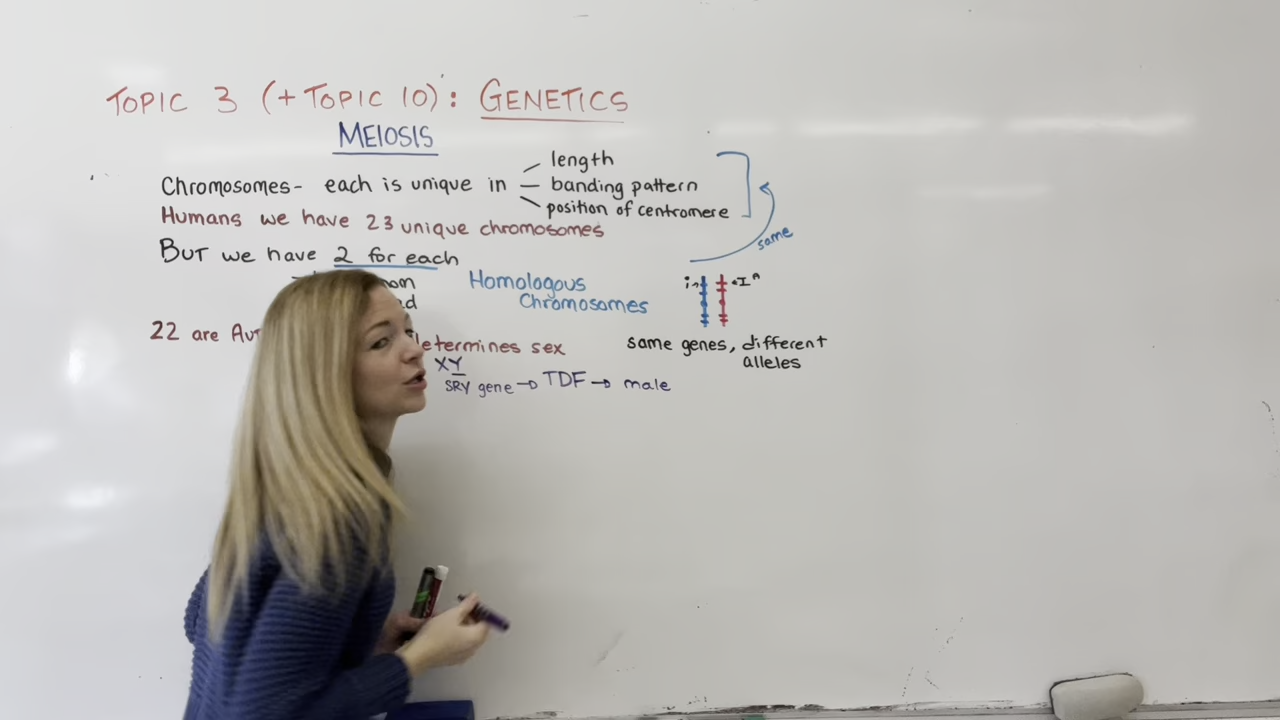 TOPIC 3 (+ TOPIC 10): GENETICS
MEIOSIS
Chromosomes- each is unique in
length
banding pattern
position of centromere
Humans we have 23 unique chromosomes
BUT we have 2 for each
same
Homologous
Chromosomes
i
I^A
22 are
determines sex
same genes, different
alleles
XY
SRY gene → TDF → male